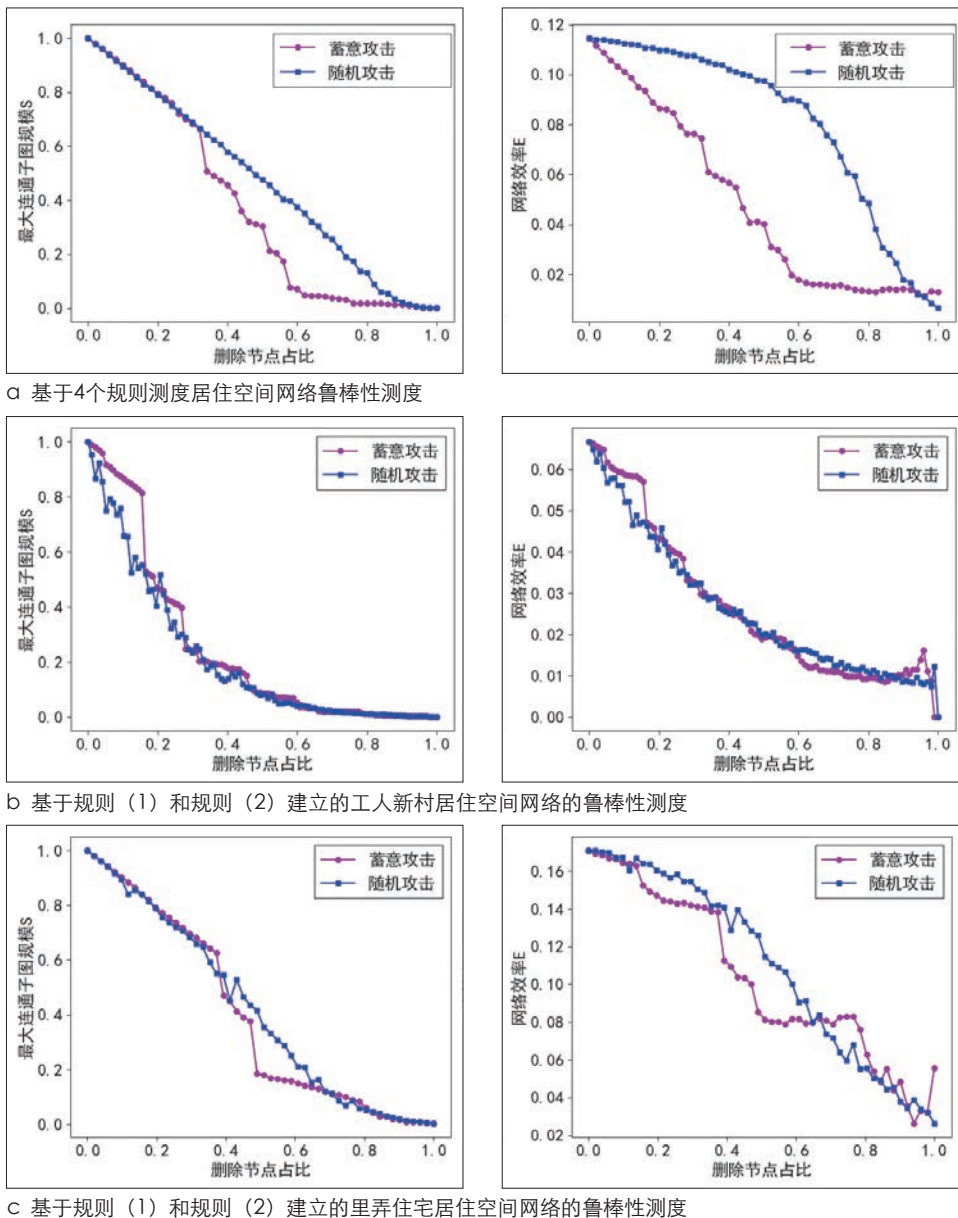 1. 0
0. 8
0. 6
0. 4
0. 2
0. 0
最大连通子图规模S
蓄意攻击
随机攻击
0. 0 0. 2 0. 4 0. 6 0. 8 1. 0
删除节点占比
0. 12
0. 10
0. 08
0. 06
0. 04
0. 02
网络效率E
蓄意攻击
随机攻击
0. 0 0. 2 0. 4 0. 6 0. 8 1. 0
删除节点占比
a 基于4个规则测度居住空间网络鲁棒性测度
1. 0
0. 8
0. 6
0. 4
0. 2
0. 0
最大连通子图规模S
蓄意攻击
随机攻击
0. 0 0. 2 0. 4 0. 6 0. 8 1. 0
删除节点占比
0. 06
0. 05
0. 04
0. 03
0. 02
0. 01
0. 00
网络效率E
蓄意攻击
随机攻击
0. 0 0. 2 0. 4 0. 6 0. 8 1. 0
删除节点占比
b 基于规则（1）和规则（2）建立的工人新村居住空间网络的鲁棒性测度
1. 0
0. 8
0. 6
0. 4
0. 2
0. 0
最大连通子图规模S
蓄意攻击
随机攻击
0. 0 0. 2 0. 4 0. 6 0. 8 1. 0
删除节点占比
0. 16
0. 14
0. 12
0. 10
0. 08
0. 06
0. 04
0. 02
网络效率E
蓄意攻击
随机攻击
0. 0 0. 2 0. 4 0. 6 0. 8 1. 0
删除节点占比
c 基于规则（1）和规则（2）建立的里弄住宅居住空间网络的鲁棒性测度